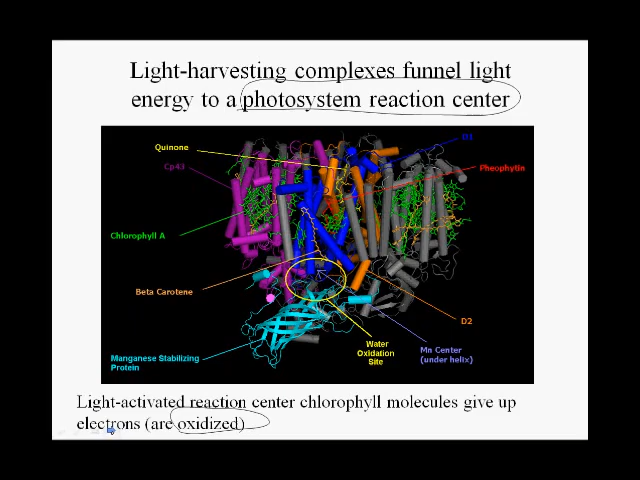 Light-harvesting complexes funnel light
energy to a photosystem reaction center
Quinone
D1
Cp43
Pheophytin
Chlorophyll A
Beta Carotene
D2
Water
Oxidation
Site
Mn Center
(under helix)
Manganese Stabilizing
Protein
Light-activated reaction center chlorophyll molecules give up
electrons (are oxidized)